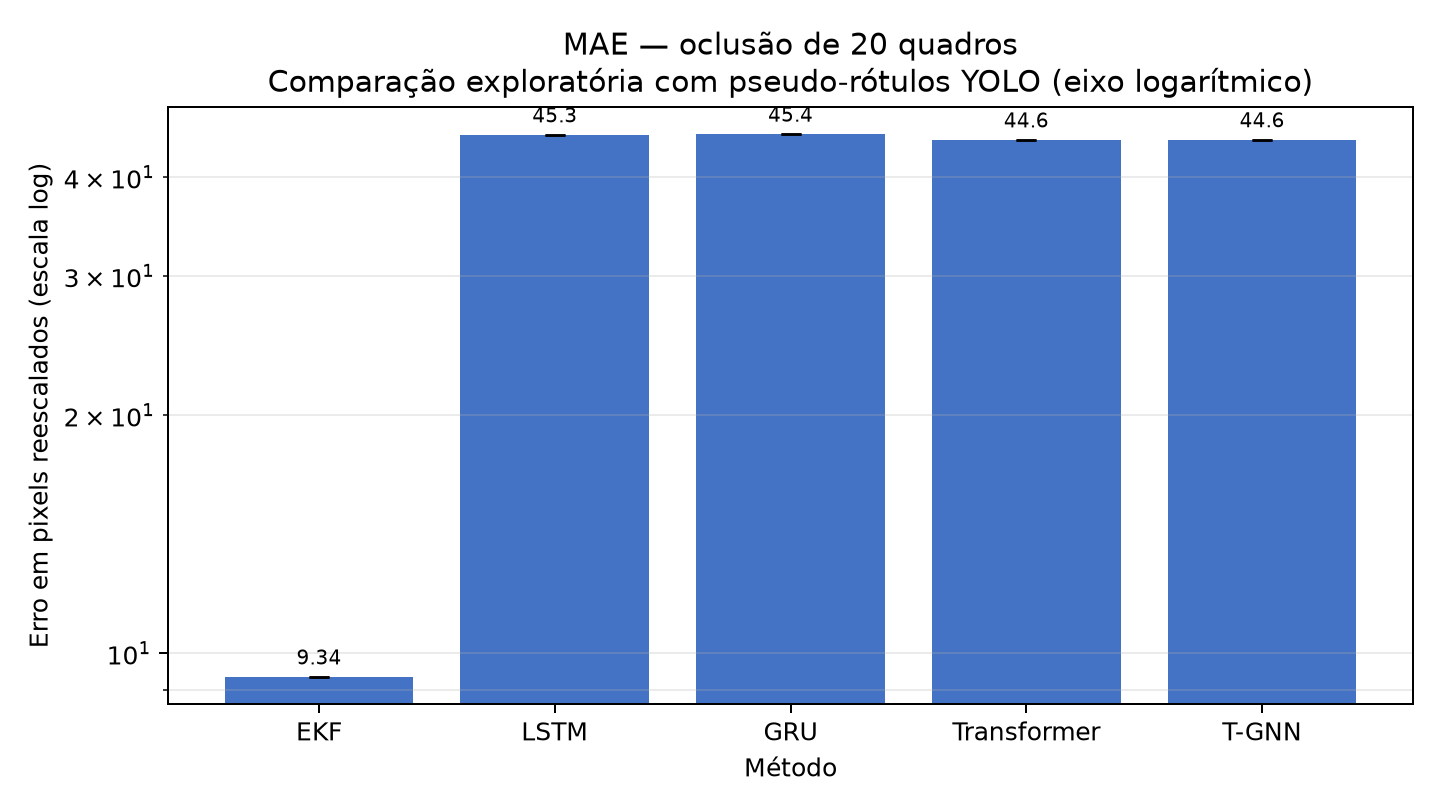 MAE — oclusão de 20 quadros
Comparação exploratória com pseudo-rótulos YOLO (eixo logarítmico)
Erro em pixels reescalados (escala log)
4 × 10¹
3 × 10¹
2 × 10¹
10¹
9.34
45.3
45.4
44.6
44.6
EKF
LSTM
GRU
Transformer
T-GNN
Método